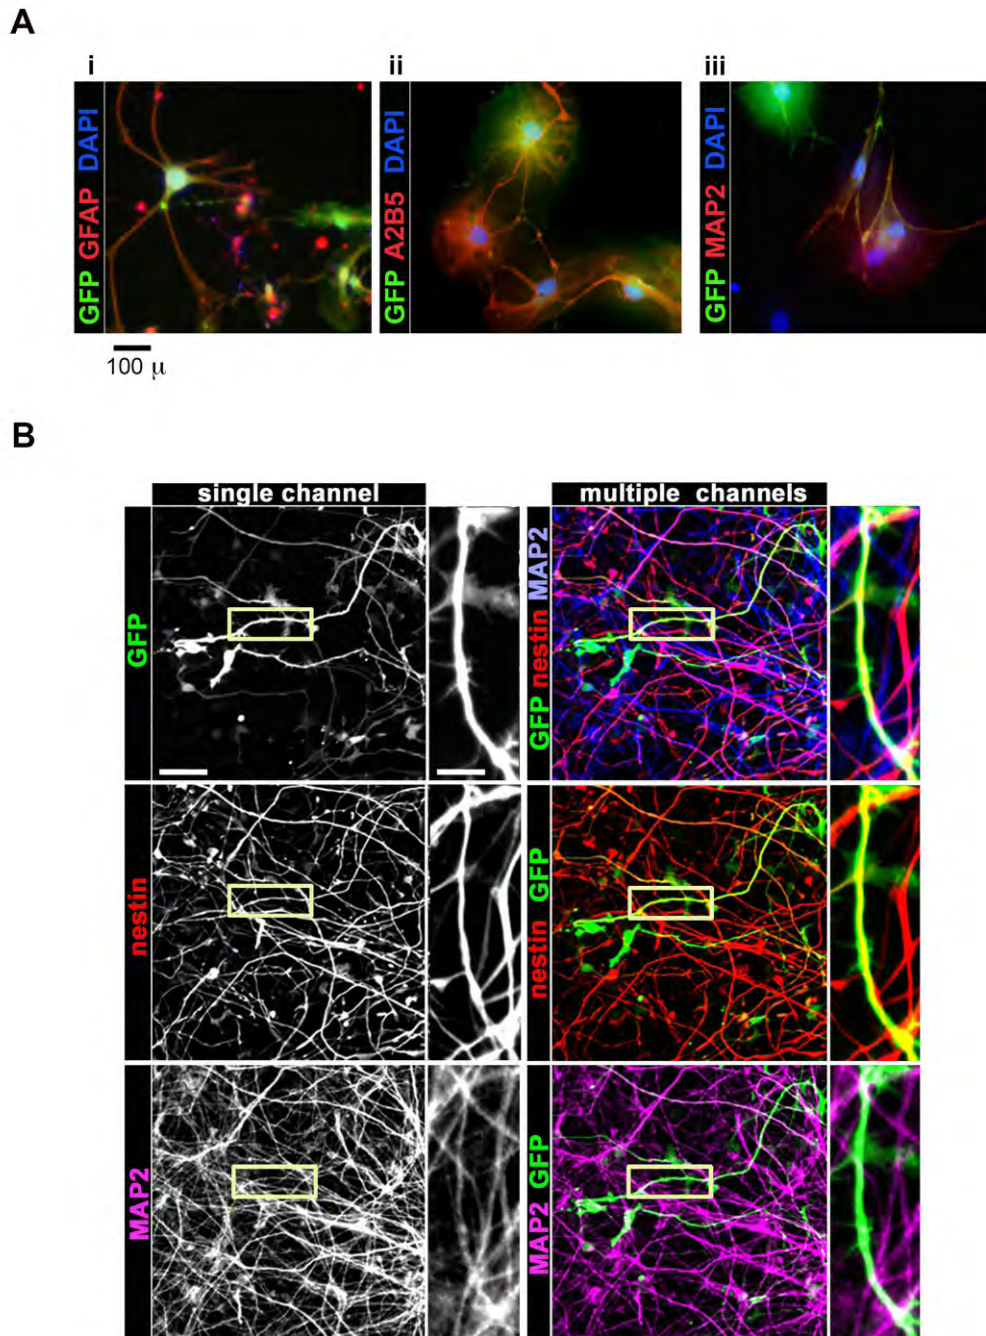 A
i
ii
iii
GFP GFAP DAPI
GFP A2B5 DAPI
GFP MAP2 DAPI
100 µ
B
single channel
multiple channels
GFP
GFP nestin MAP2
nestin
nestin GFP
MAP2
MAP2 GFP